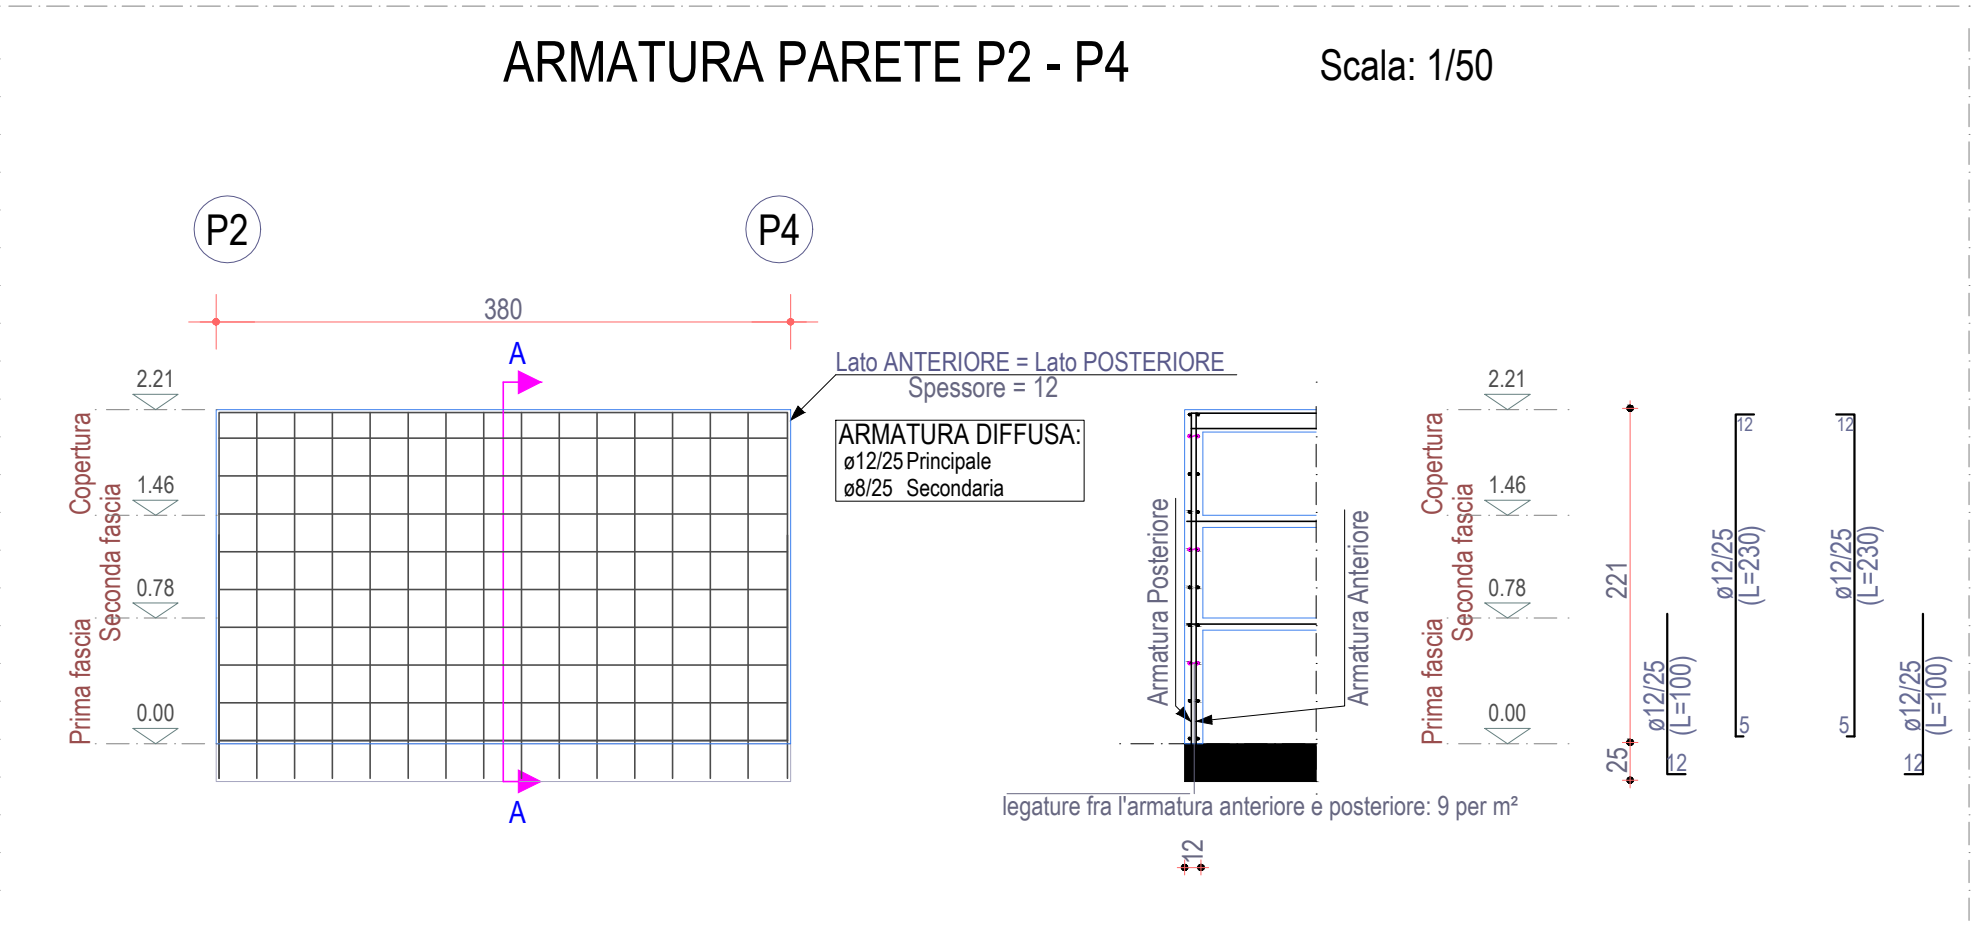 ARMATURA PARETE P2 - P4
Scala: 1/50
P2
P4
380
A
Lato ANTERIORE = Lato POSTERIORE
Spessore = 12
ARMATURA DIFFUSA:
ø12/25 Principale
ø8/25 Secondaria
2.21
1.46
0.78
0.00
Copertura
Seconda fascia
Prima fascia
A
Armatura Posteriore
Armatura Anteriore
legature fra l'armatura anteriore e posteriore: 9 per m²
12
2.21
1.46
0.78
0.00
Copertura
Seconda fascia
Prima fascia
221
25
ø12/25
(L=100)
12
12
ø12/25
(L=230)
5
12
ø12/25
(L=230)
5
ø12/25
(L=100)
12